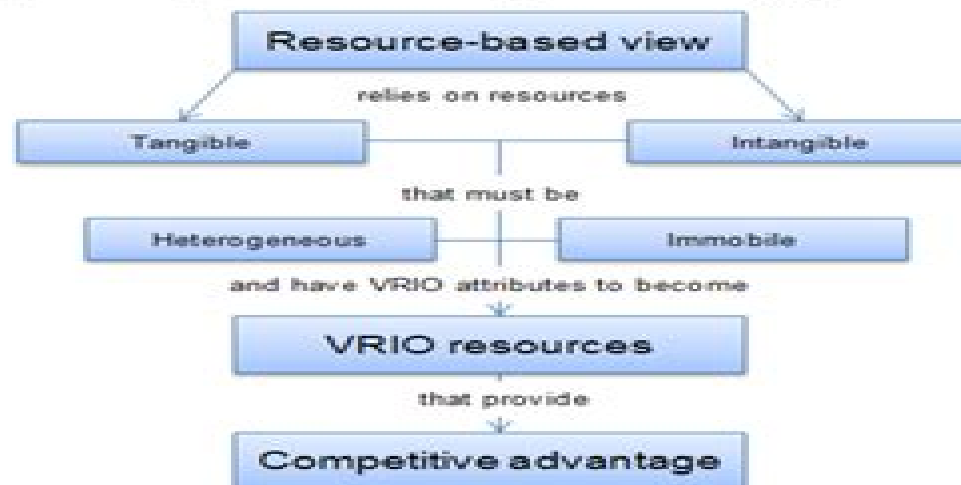 Resource-based view
relies on resources
Tangible
Intangible
that must be
Heterogeneous
Immobile
and have VRIO attributes to become
VRIO resources
that provide
Competitive advantage